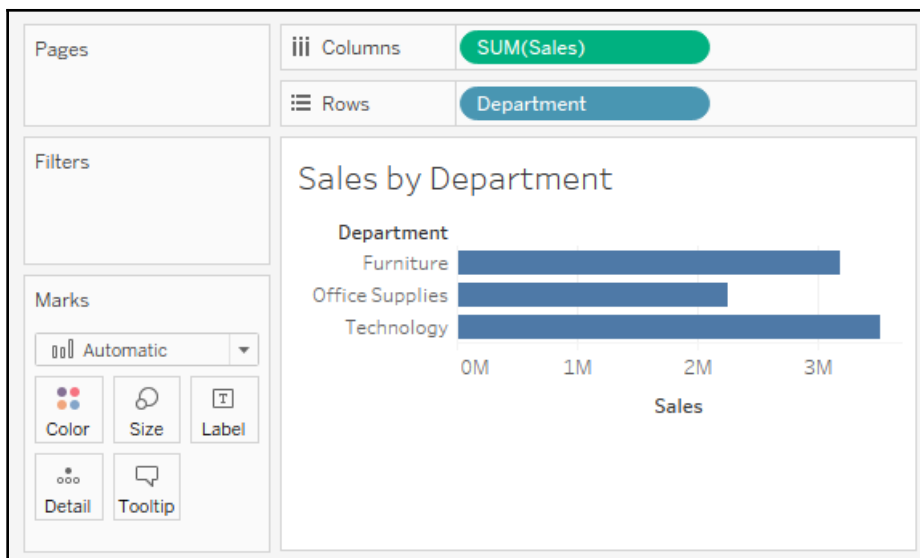 Pages
Columns
SUM(Sales)
Rows
Department
Filters
Marks
Automatic
Color
Size
T
Label
Detail
Tooltip
Sales by Department
Department
Furniture
Office Supplies
Technology
0M 1M 2M 3M
Sales